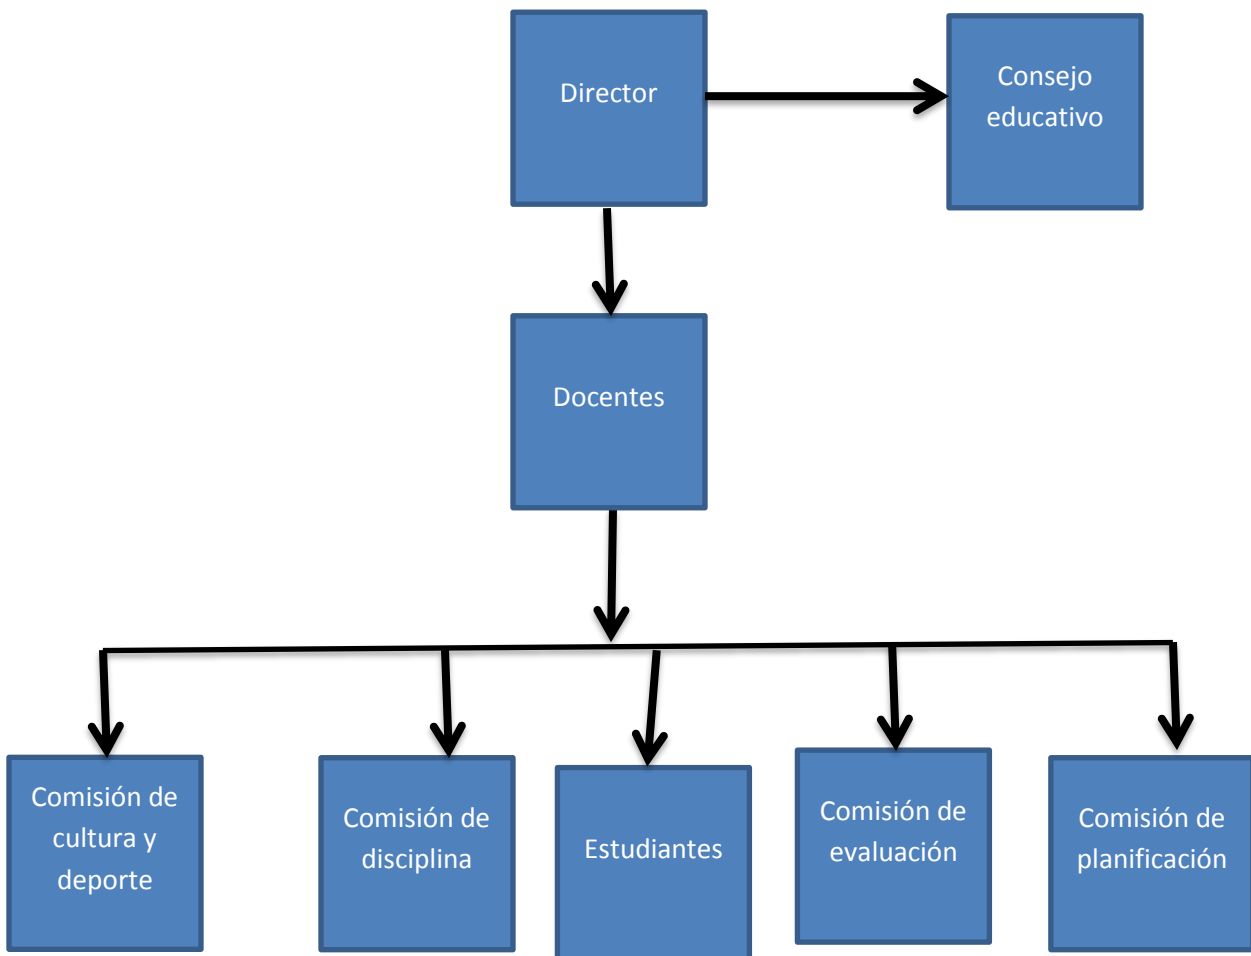 Director
Consejo
educativo
Docentes
Comisión de
cultura y
deporte
Comisión de
disciplina
Estudiantes
Comisión de
evaluación
Comisión de
planificación